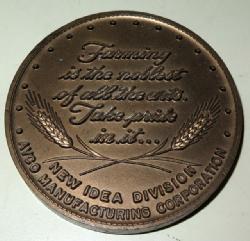 Farming
is the noblest
of all the arts.
Take pride
in it...
NEW IDEA DIVISION
AVCO MANUFACTURING CORPORATION